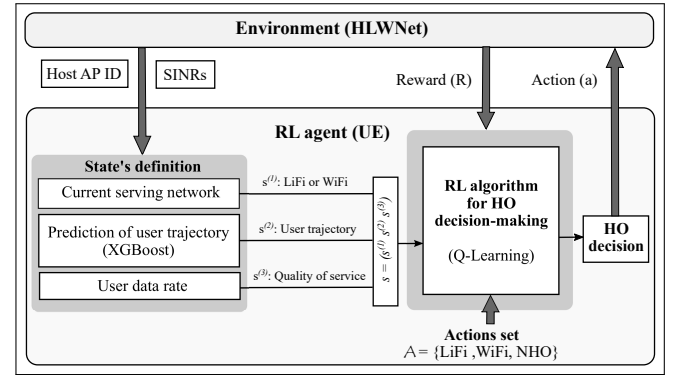 Environment (HLWNet)
Host AP ID
SINRs
Reward (R)
Action (a)
RL agent (UE)
State's definition
Current serving network
Prediction of user trajectory
(XGBoost)
User data rate
s⁽¹⁾: LiFi or WiFi
s⁽²⁾: User trajectory
s⁽³⁾: Quality of service
s = (s⁽¹⁾ s⁽²⁾ s⁽³⁾)
RL algorithm
for HO
decision-making
(Q-Learning)
HO
decision
Actions set
A = {LiFi ,WiFi, NHO}